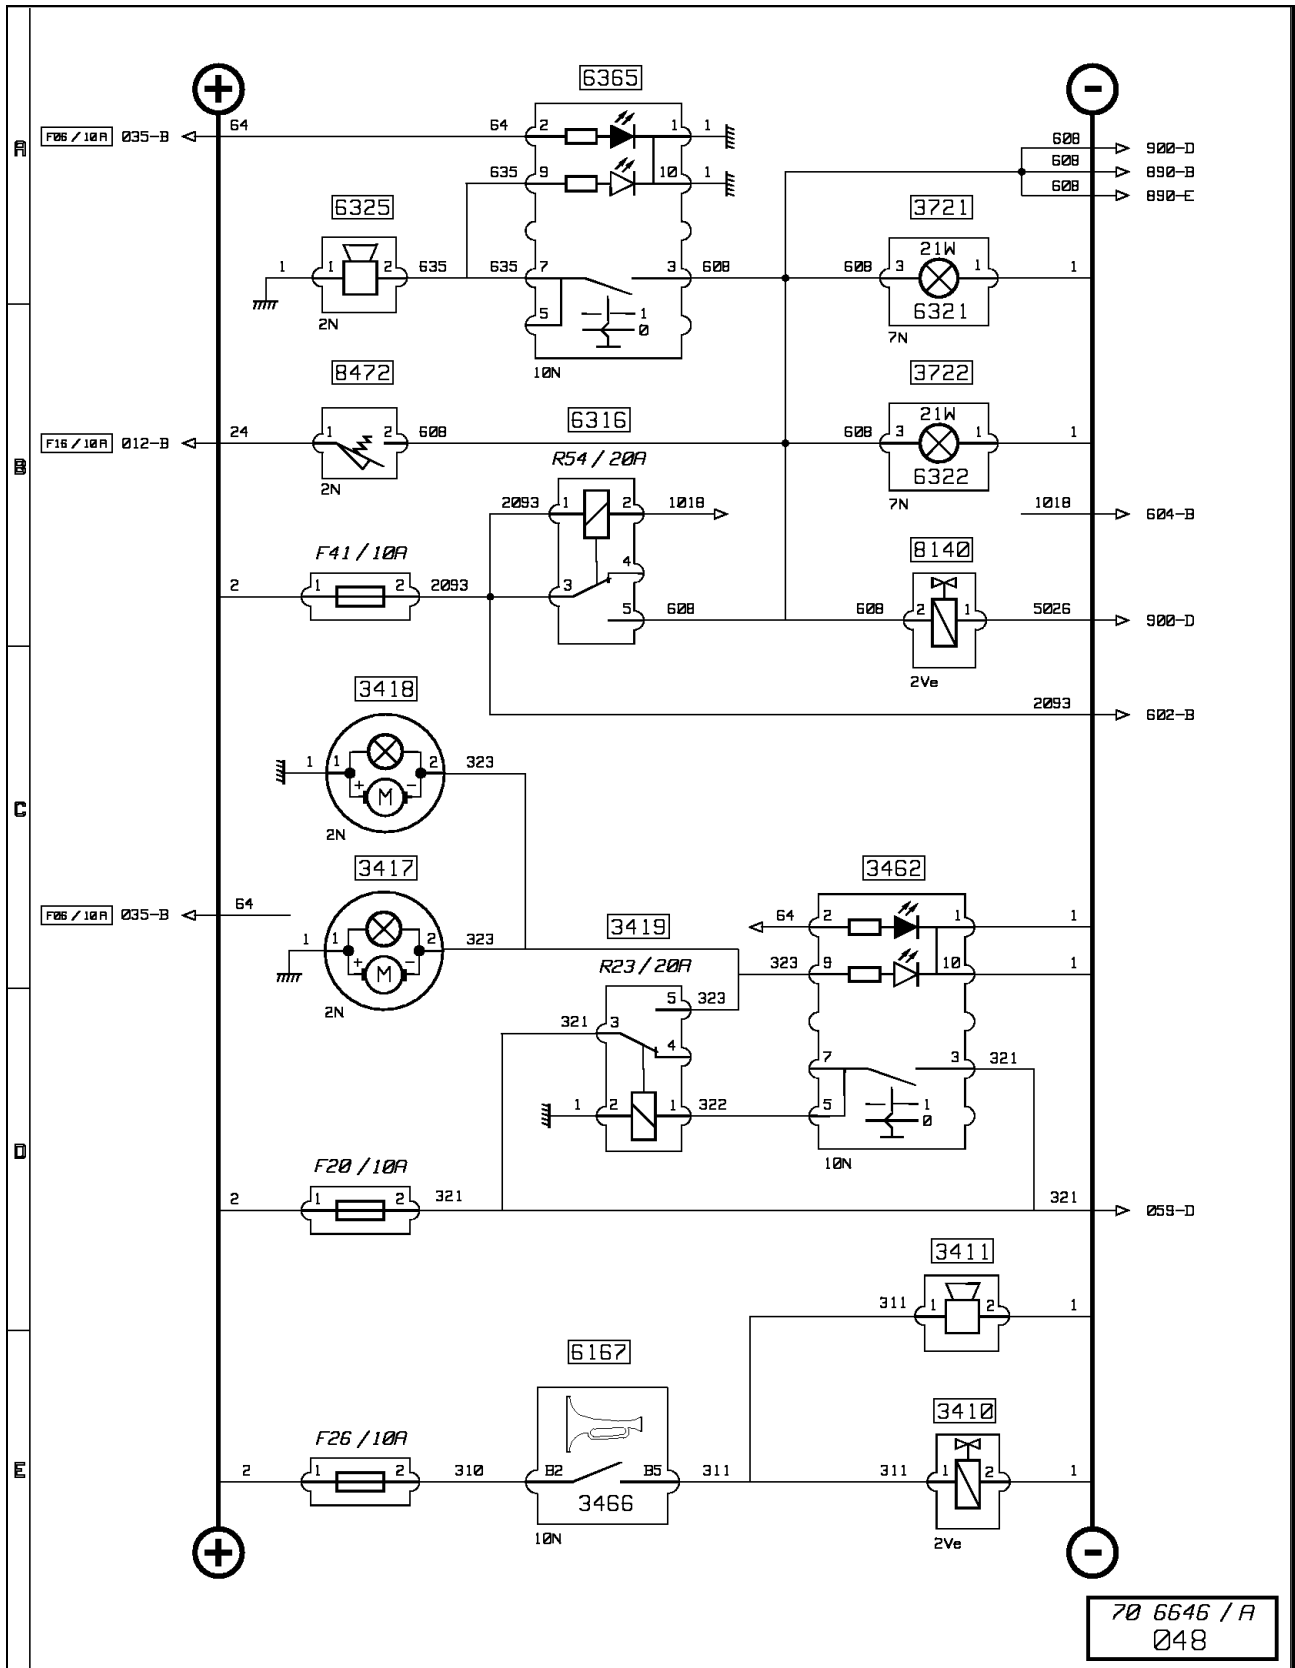 6365
F06 / 10A 035-B 64 64 2 1 1
A
635 9 10 1
608 900-D
608 890-B
608 890-E
6325
3721
21W
1 1 2 635 635 7 3 608 608 3 1 1
6321
5 1
0
2N
7N
10N
8472
3722
6316
21W
F16 / 10A 012-B 24 1 2 608 608 3 1 1
B
R54 / 20A
6322
2N
7N
2093 1 2 1018 1018 604-B
F41 / 10A
8140
4
2 1 2 2093 3
5 608 608 2 1 5026 900-D
2Ve
3418
2093 602-B
1 1 2 323
+ M -
2N
C
3417
3462
F06 / 10A 035-B 64
64 2 1 1
3419
1 1 2 323
R23 / 20A
323 9 10 1
+ M -
5 323
2N
321 3
4
7 3 321
1 2 1 322 5 1
0
D
10N
F20 / 10A
2 1 2 321 321 059-D
3411
311 1 2 1
6167
3410
F26 / 10A
E
2 1 2 310 B2 B5 311 311 1 2 1
3466
10N
2Ve
70 6646 / A
048